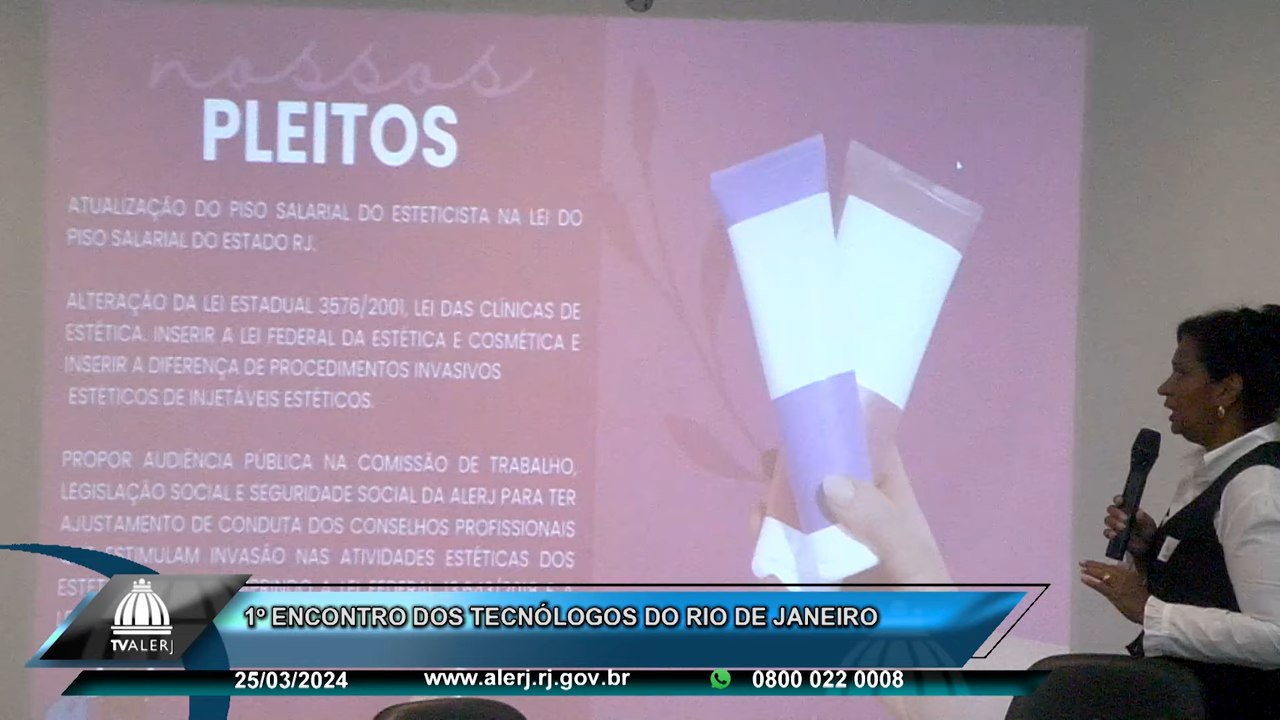 nossos
PLEITOS
ATUALIZAÇÃO DO PISO SALARIAL DO ESTETICISTA NA LEI DO
PISO SALARIAL DO ESTADO RJ.
ALTERAÇÃO DA LEI ESTADUAL 3576/2001, LEI DAS CLÍNICAS DE
ESTÉTICA. INSERIR A LEI FEDERAL DA ESTÉTICA E COSMÉTICA E
INSERIR A DIFERENÇA DE PROCEDIMENTOS INVASIVOS
ESTÉTICOS DE INJETÁVEIS ESTÉTICOS.
PROPOR AUDIÊNCIA PÚBLICA NA COMISSÃO DE TRABALHO,
LEGISLAÇÃO SOCIAL E SEGURIDADE SOCIAL DA ALERJ PARA TER
AJUSTAMENTO DE CONDUTA DOS CONSELHOS PROFISSIONAIS
ESTIMULAM INVASÃO NAS ATIVIDADES ESTÉTICAS DOS
A LEI FEDERAL
1º ENCONTRO DOS TECNÓLOGOS DO RIO DE JANEIRO
TVALERJ
25/03/2024 www.alerj.rj.gov.br 0800 022 0008